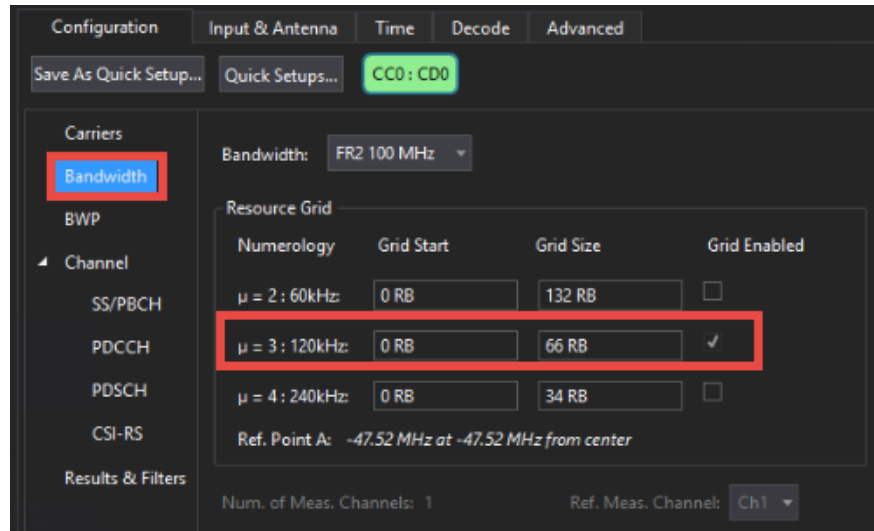 Configuration Input & Antenna Time Decode Advanced
Save As Quick Setup... Quick Setups... CC0 : CD0
Carriers
Bandwidth
BWP
Channel
SS/PBCH
PDCCH
PDSCH
CSI-RS
Results & Filters
Bandwidth: FR2 100 MHz
Resource Grid
Numerology Grid Start Grid Size Grid Enabled
μ = 2 : 60kHz: 0 RB 132 RB
μ = 3 : 120kHz: 0 RB 66 RB
μ = 4 : 240kHz: 0 RB 34 RB
Ref. Point A: -47.52 MHz at -47.52 MHz from center
Num. of Meas. Channels: 1 Ref. Meas. Channel: Ch1